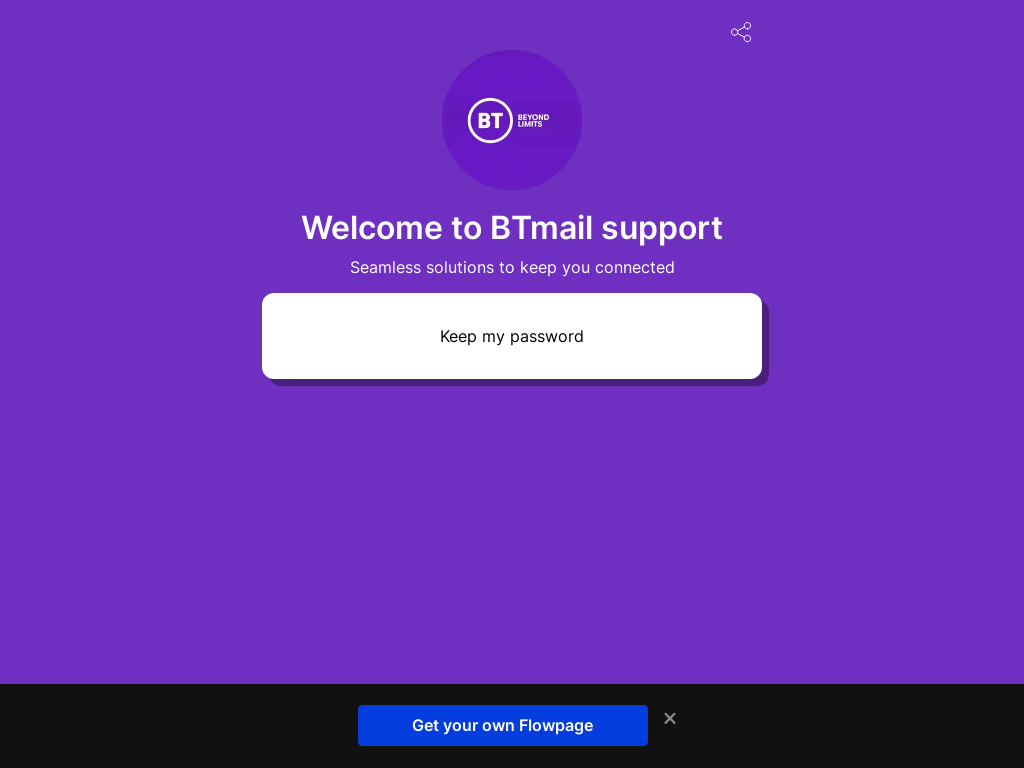 BT BEYOND
LIMITS
Welcome to BTmail support
Seamless solutions to keep you connected
Keep my password
Get your own Flowpage